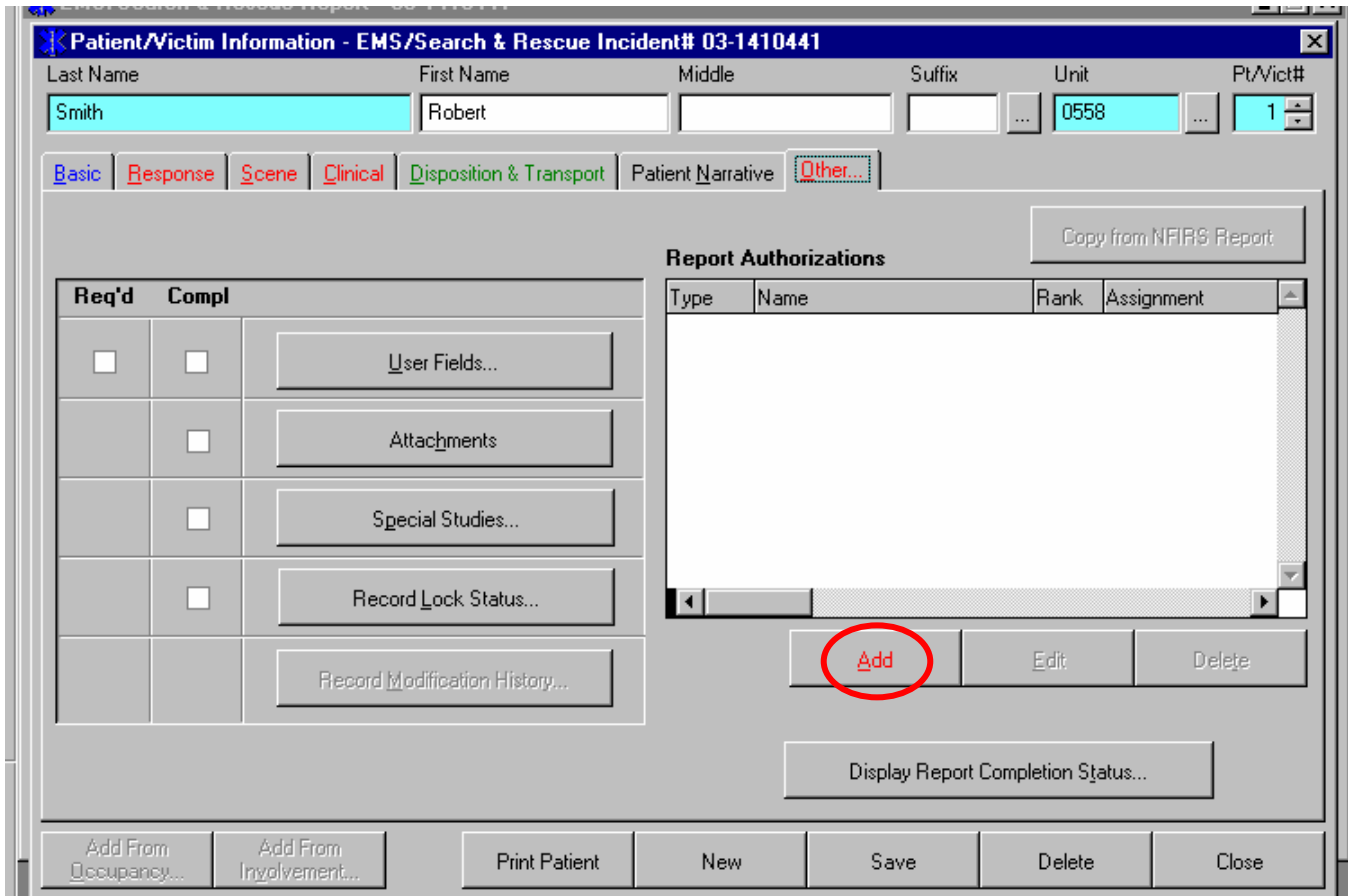 Patient/Victim Information - EMS/Search & Rescue Incident# 03-1410441
Last Name First Name Middle Suffix Unit Pt/Vict#
Smith Robert ... 0558 ... 1
Basic Response Scene Clinical Disposition & Transport Patient Narrative Other...
Copy from NFIRS Report
Report Authorizations
Req'd Compl
Type Name Rank Assignment
User Fields...
Attachments
Special Studies...
Record Lock Status...
Add Edit Delete
Record Modification History...
Display Report Completion Status...
Add From Occupancy... Add From Involvement... Print Patient New Save Delete Close